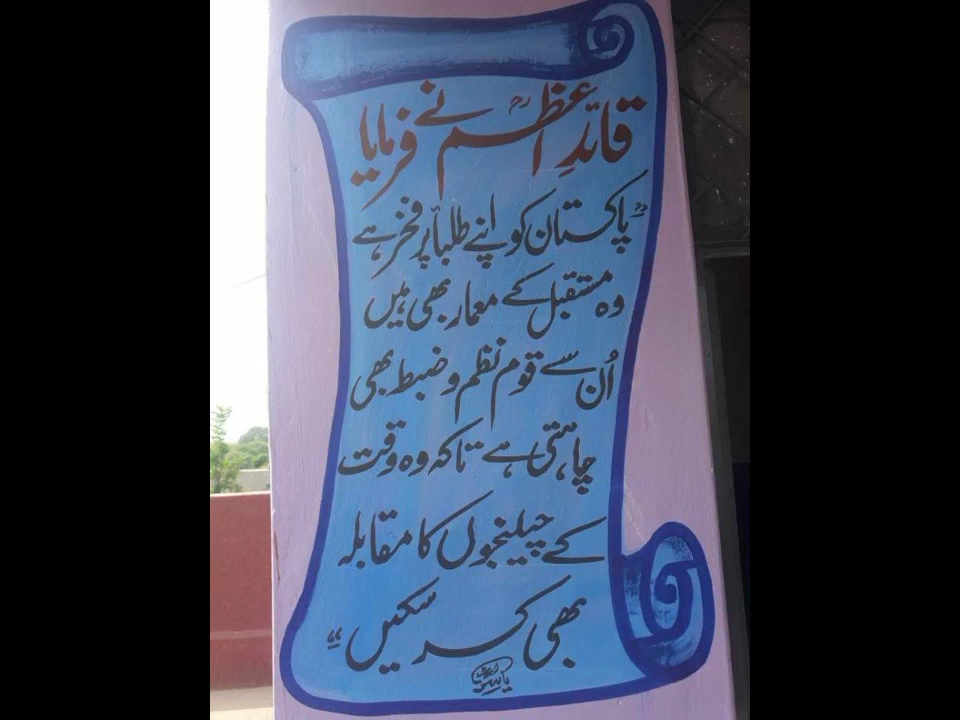 قائدِ اعظمؒ نے فرمایا
"پاکستان کو اپنے طلبأ پر فخر ہے
وہ مستقبل کے معمار بھی ہیں
اُن سے قوم نظم و ضبط بھی
چاہتی ہے تاکہ وہ وقت
کے چیلنجوں کا مقابلہ
بھی کر سکیں"